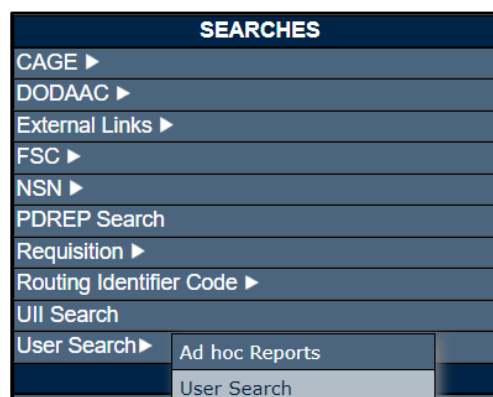 SEARCHES
CAGE ▶
DODAAC ▶
External Links ▶
FSC ▶
NSN ▶
PDREP Search
Requisition ▶
Routing Identifier Code ▶
UII Search
User Search▶
Ad hoc Reports
User Search